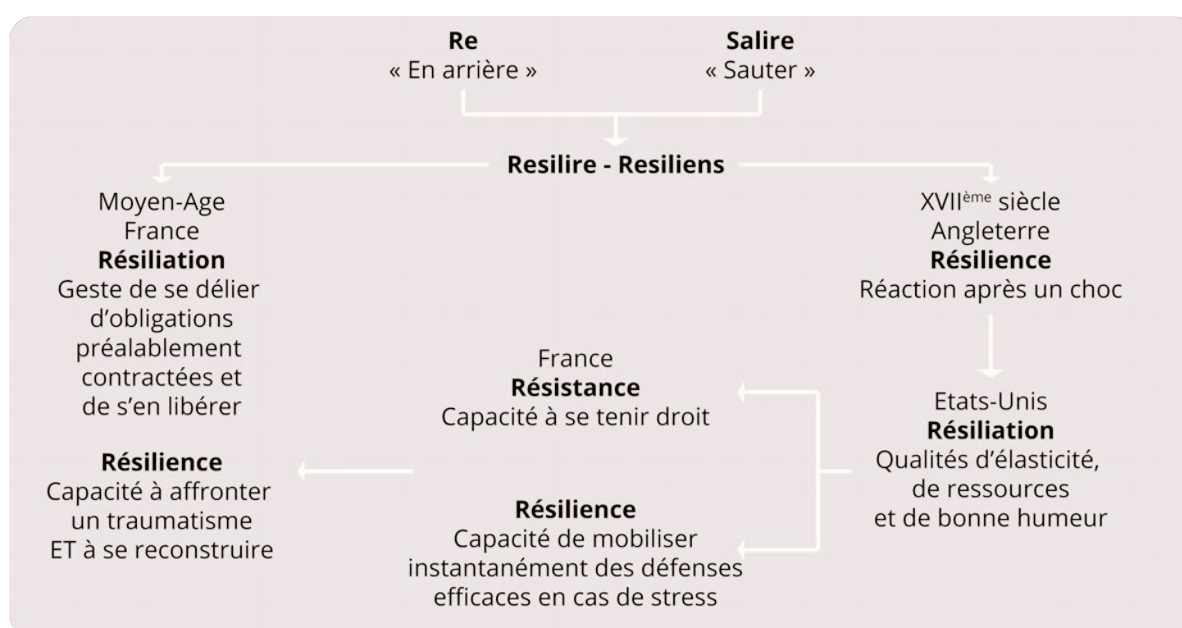 Re
« En arrière »
Salire
« Sauter »
Resilire - Resiliens
Moyen-Age
France
Résiliation
Geste de se délier
d’obligations
préalablement
contractées et
de s’en libérer
XVIIème siècle
Angleterre
Résilience
Réaction après un choc
Etats-Unis
Résiliation
Qualités d’élasticité,
de ressources
et de bonne humeur
France
Résistance
Capacité à se tenir droit
Résilience
Capacité de mobiliser
instantanément des défenses
efficaces en cas de stress
Résilience
Capacité à affronter
un traumatisme
ET à se reconstruire